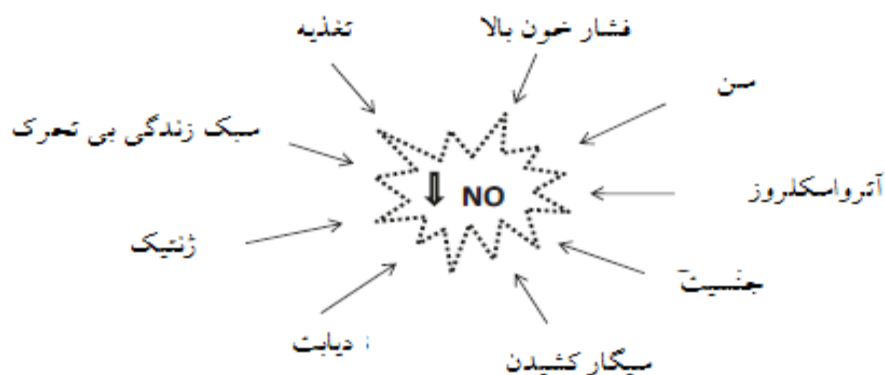 فشار خون بالا
تغذیه
سن
سبک زندگی بی تحرک
آترواسکلروز
NO
ژنتیک
جنسیت
دیابت
سیگار کشیدن